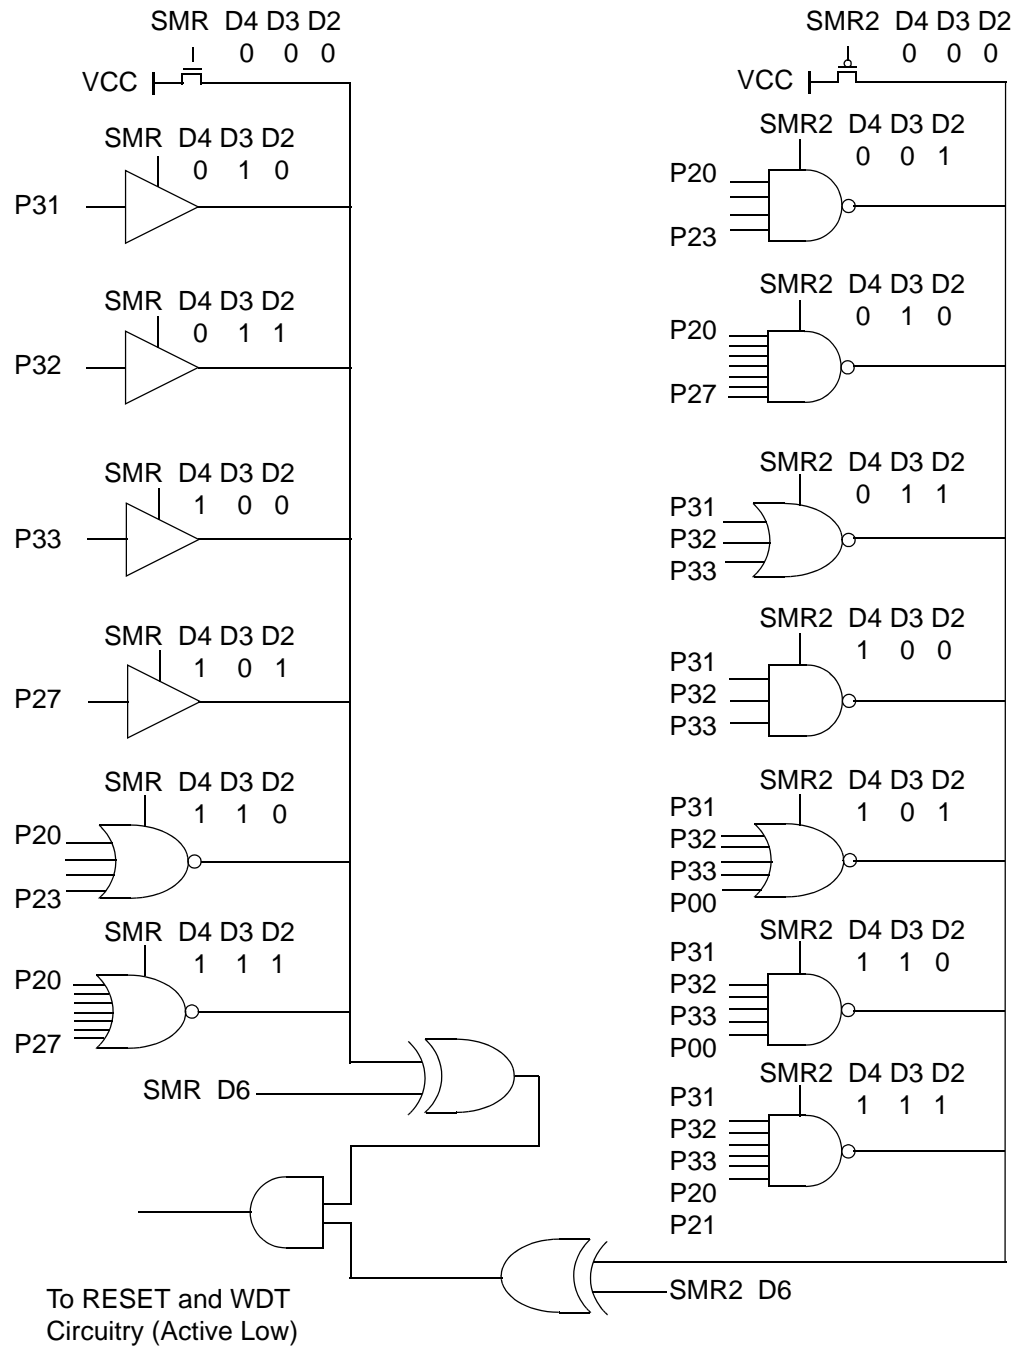 SMR D4 D3 D2
0 0 0
VCC
SMR D4 D3 D2
0 1 0
P31
SMR D4 D3 D2
0 1 1
P32
SMR D4 D3 D2
1 0 0
P33
SMR D4 D3 D2
1 0 1
P27
SMR D4 D3 D2
1 1 0
P20
P23
SMR D4 D3 D2
1 1 1
P20
P27
SMR D6
SMR2 D4 D3 D2
0 0 0
VCC
SMR2 D4 D3 D2
0 0 1
P20
P23
SMR2 D4 D3 D2
0 1 0
P20
P27
SMR2 D4 D3 D2
0 1 1
P31
P32
P33
SMR2 D4 D3 D2
1 0 0
P31
P32
P33
SMR2 D4 D3 D2
1 0 1
P31
P32
P33
P00
SMR2 D4 D3 D2
1 1 0
P31
P32
P33
P00
SMR2 D4 D3 D2
1 1 1
P31
P32
P33
P20
P21
SMR2 D6
To RESET and WDT
Circuitry (Active Low)